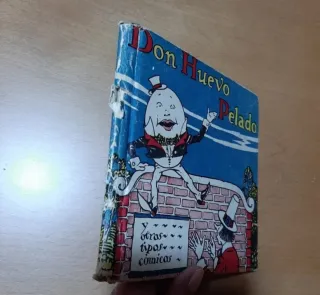 Don Huevo
Pelado
y
otros
tipos
cómicos